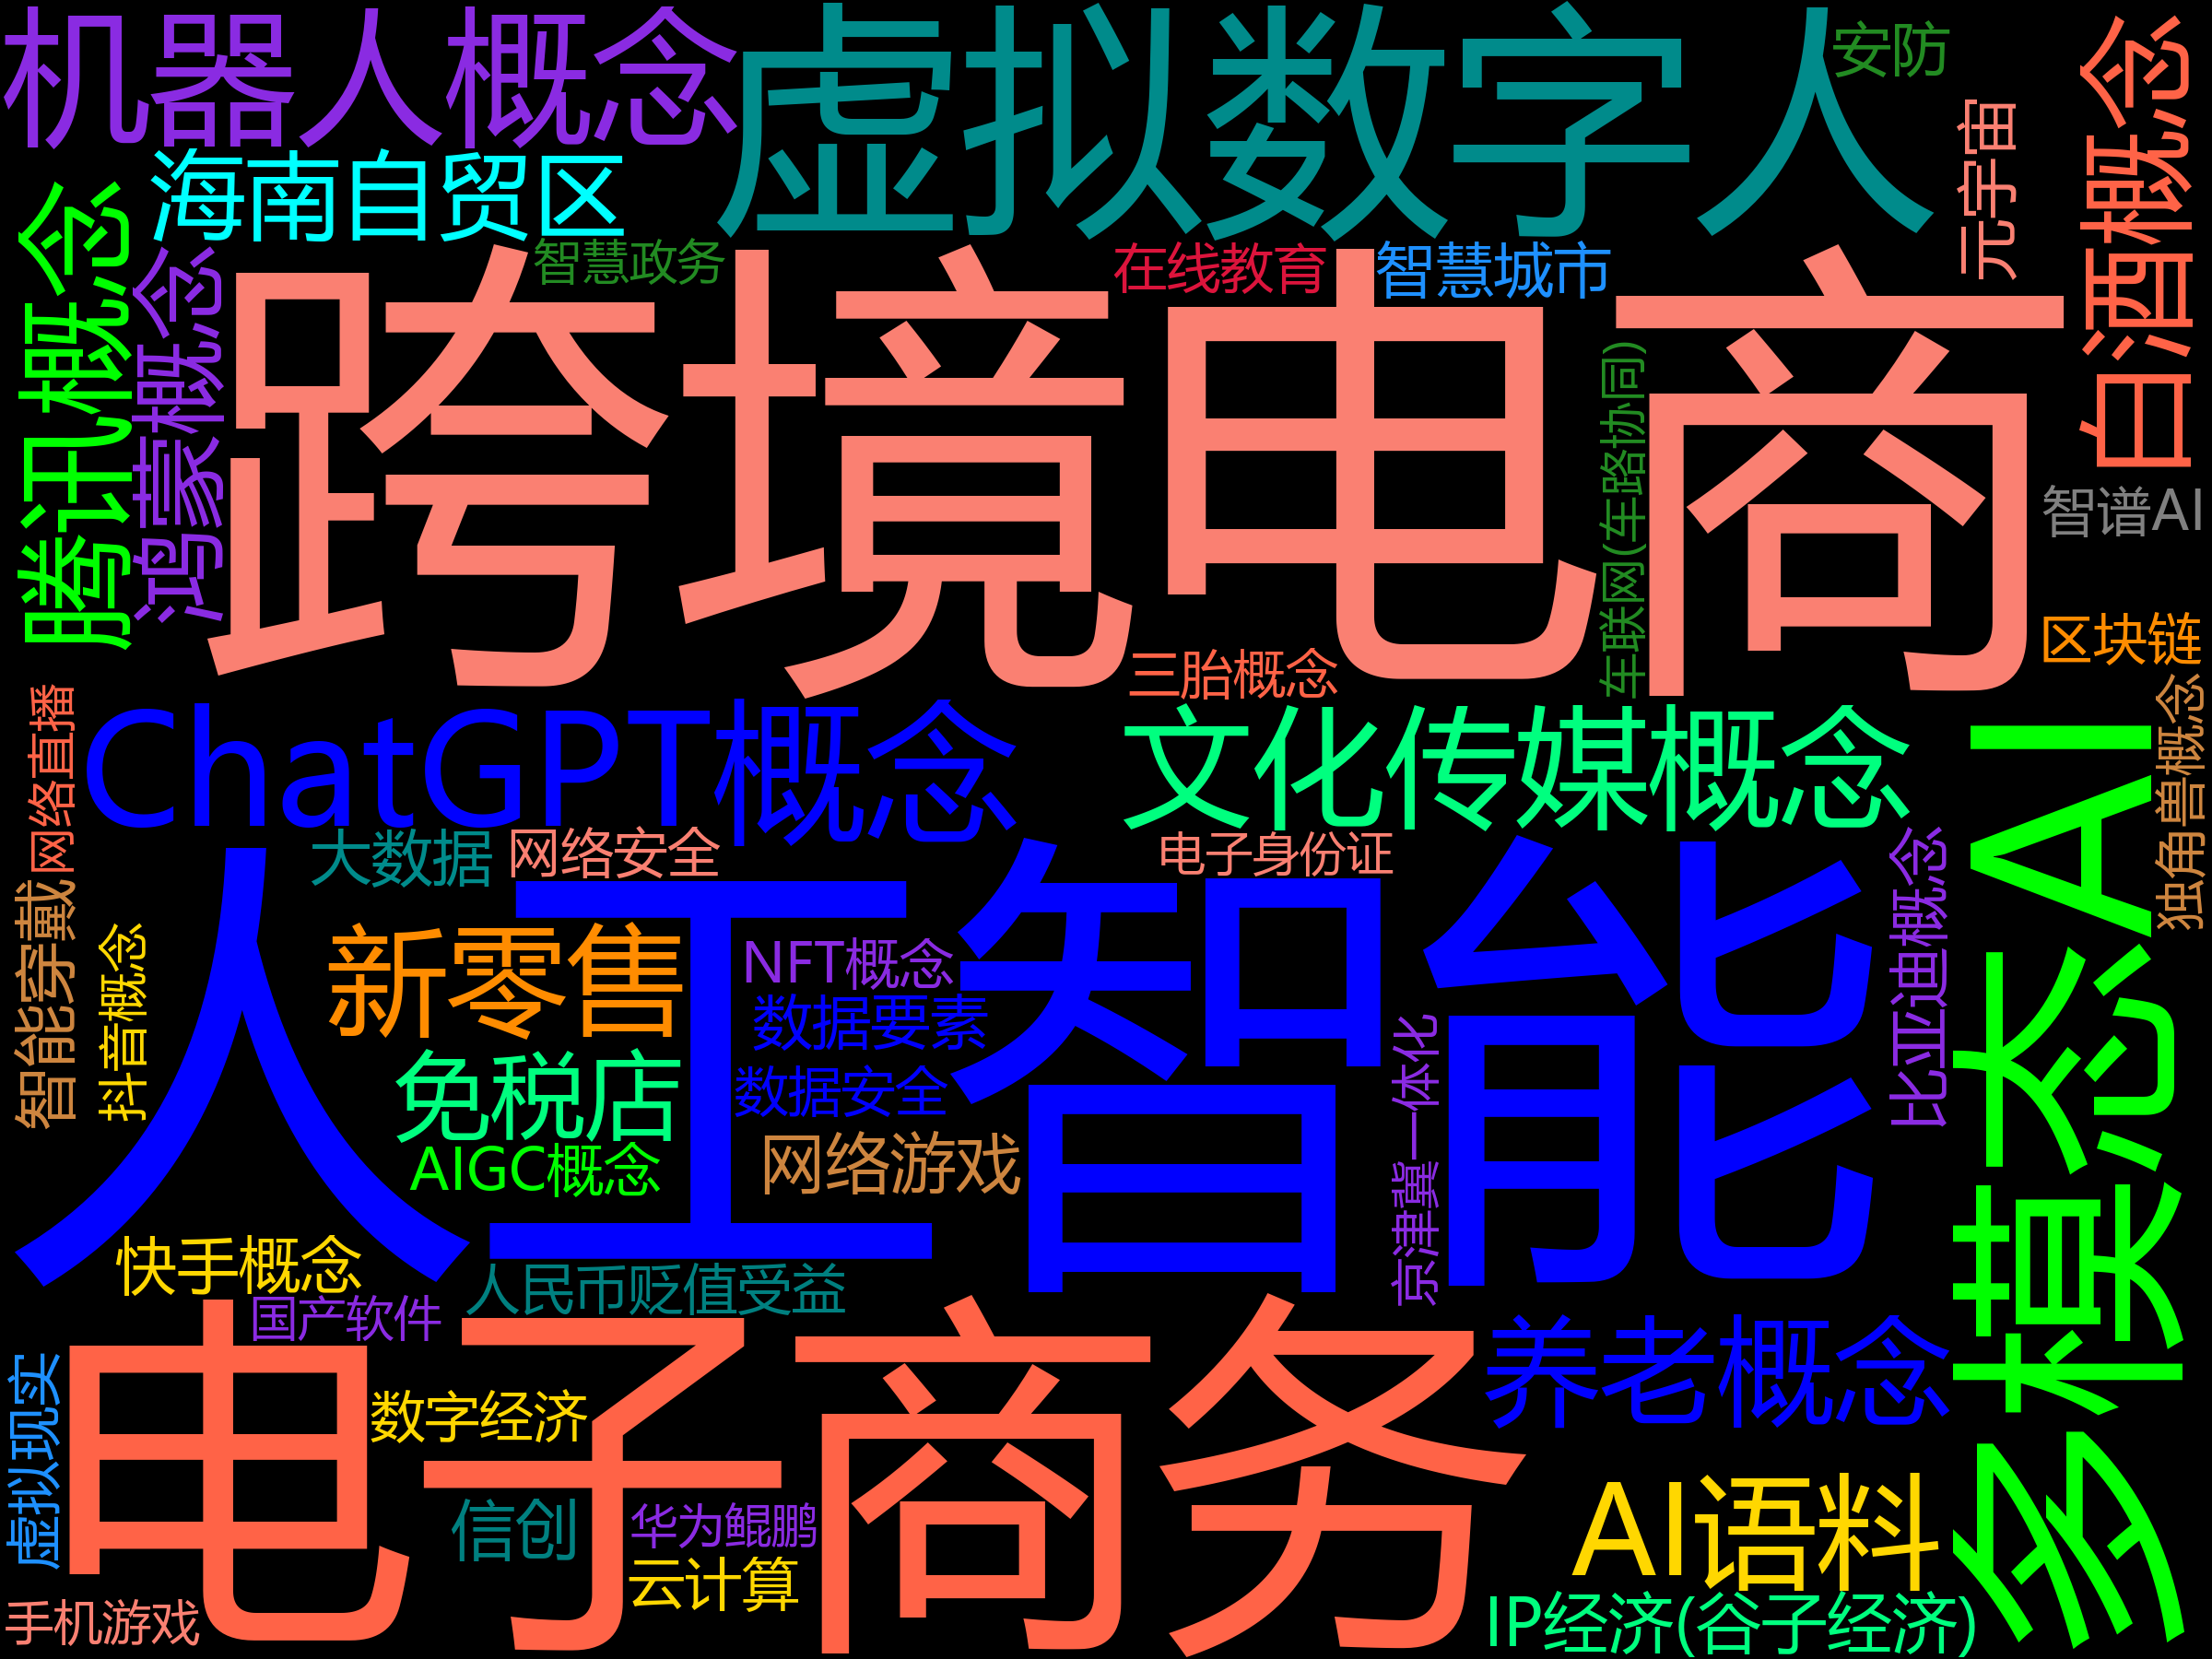 机器人概念
虚拟数字人
安防
元宇宙
白酒概念
海南自贸区
智慧政务
在线教育
智慧城市
腾讯概念
鸿蒙概念
跨境电商
车联网(车路协同)
智谱AI
区块链
三胎概念
网络直播
ChatGPT概念
文化传媒概念
独角兽概念
大数据
网络安全
电子身份证
人工智能
比亚迪概念
多模态AI
智能穿戴
抖音概念
新零售
NFT概念
数据要素
京津冀一体化
免税店
数据安全
AIGC概念
网络游戏
快手概念
人民币贬值受益
国产软件
电子商务
养老概念
虚拟现实
数字经济
信创
华为鲲鹏
云计算
AI语料
手机游戏
IP经济(谷子经济)